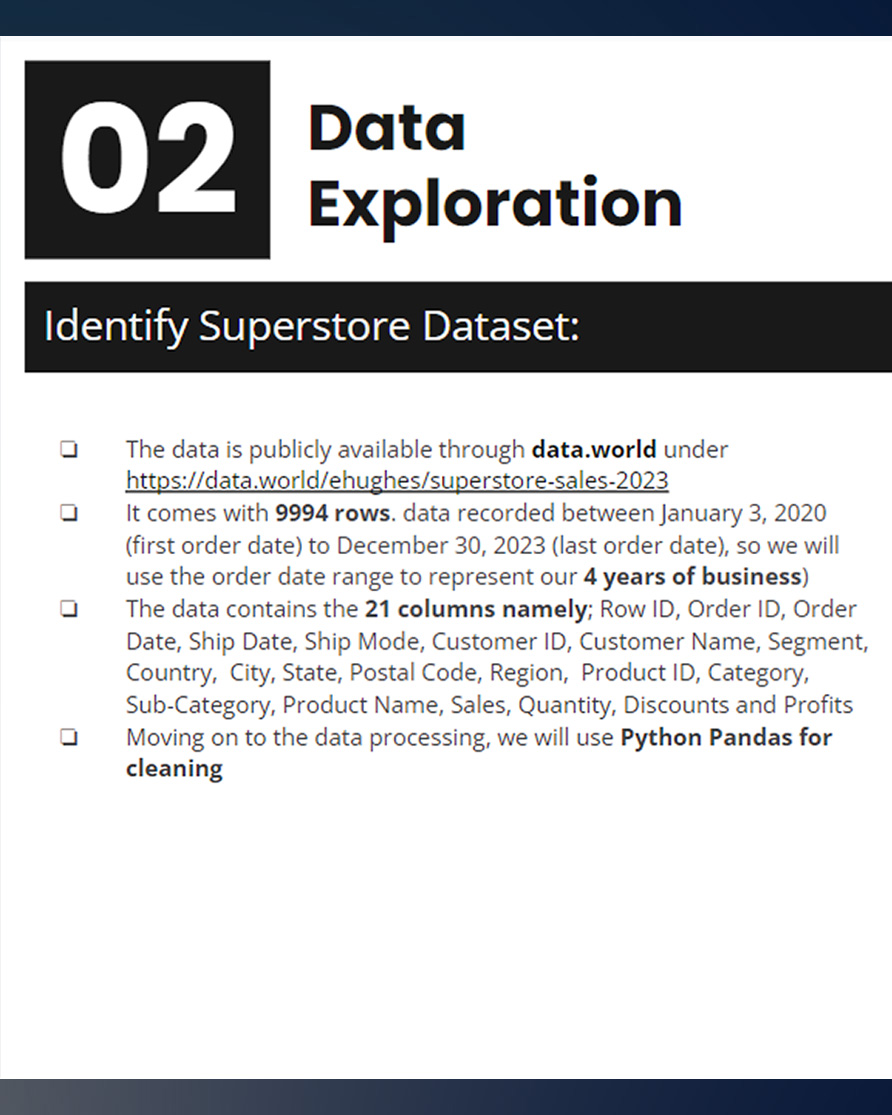 02
Data
Exploration
Identify Superstore Dataset:
❏ The data is publicly available through data.world under
https://data.world/ehughes/superstore-sales-2023
❏ It comes with 9994 rows. data recorded between January 3, 2020
(first order date) to December 30, 2023 (last order date), so we will
use the order date range to represent our 4 years of business)
❏ The data contains the 21 columns namely; Row ID, Order ID, Order
Date, Ship Date, Ship Mode, Customer ID, Customer Name, Segment,
Country,  City, State, Postal Code, Region,  Product ID, Category,
Sub-Category, Product Name, Sales, Quantity, Discounts and Profits
❏ Moving on to the data processing, we will use Python Pandas for
cleaning